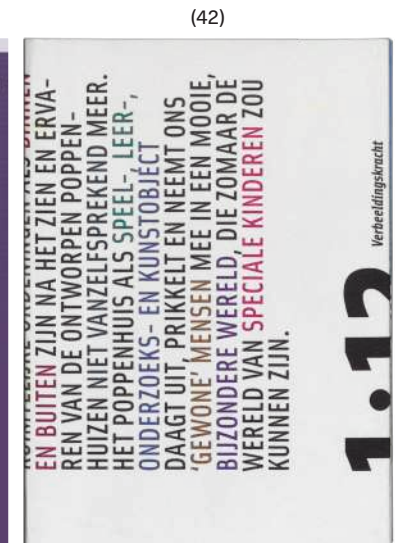 (42)
EN BUITEN ZIJN NA HET ZIEN EN ERVA-
REN VAN DE ONTWORPEN POPPEN-
HUIZEN NIET VANZELFSPREKEND MEER.
HET POPPENHUIS ALS SPEEL-, LEER-,
ONDERZOEKS- EN KUNSTOBJECT
DAAGT UIT, PRIKKELT EN NEEMT ONS
‘GEWONE’ MENSEN MEE IN EEN MOOIE,
BIJZONDERE WERELD, DIE ZOMAAR DE
WERELD VAN SPECIALE KINDEREN ZOU
KUNNEN ZIJN.
1.12
Verbeeldingskracht